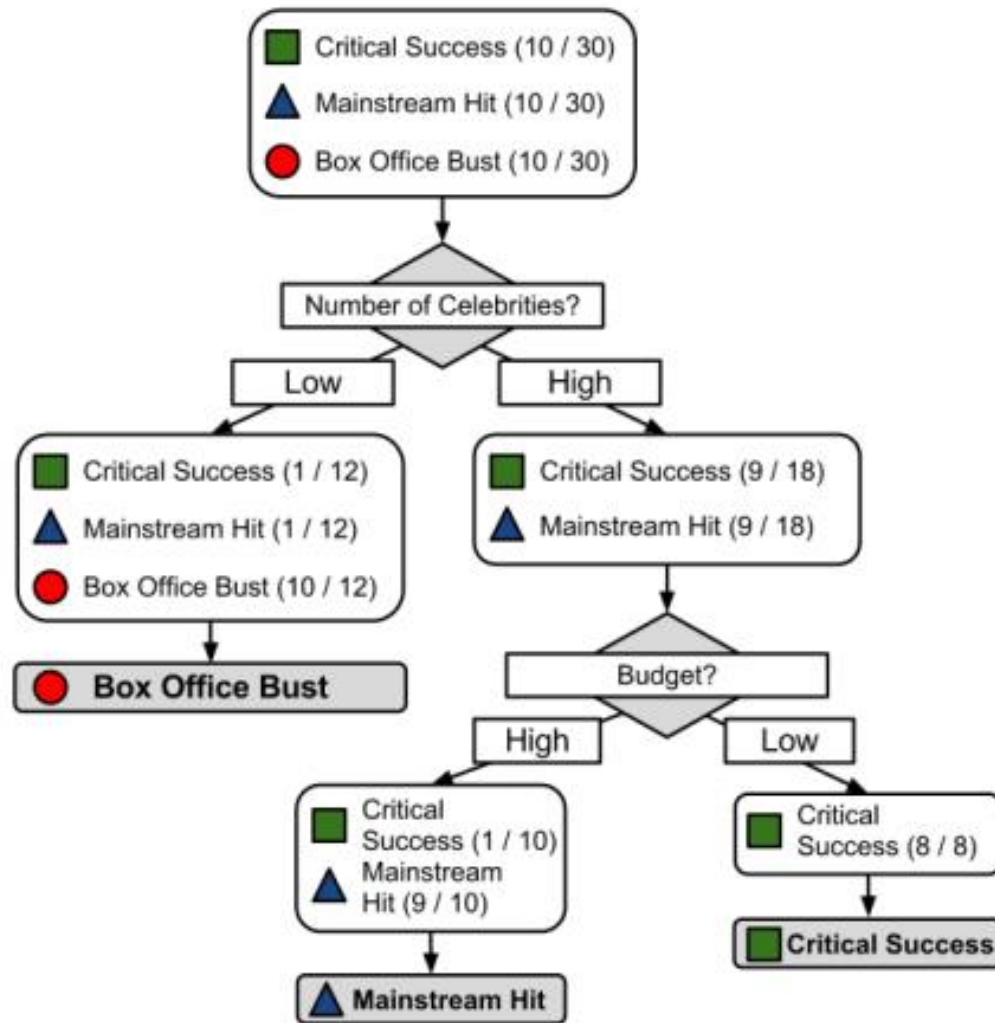 Critical Success (10 / 30)
Mainstream Hit (10 / 30)
Box Office Bust (10 / 30)
Number of Celebrities?
Low
High
Critical Success (1 / 12)
Mainstream Hit (1 / 12)
Box Office Bust (10 / 12)
Critical Success (9 / 18)
Mainstream Hit (9 / 18)
Box Office Bust
Budget?
High
Low
Critical
Success (1 / 10)
Mainstream
Hit (9 / 10)
Critical
Success (8 / 8)
Mainstream Hit
Critical Success